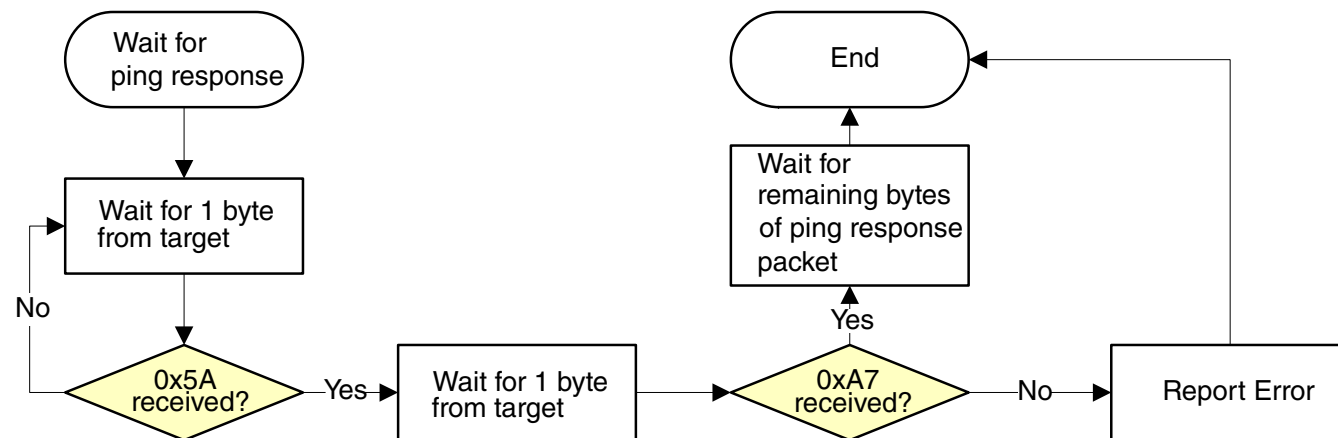 Wait for
ping response
Wait for 1 byte
from target
No
0x5A
received?
Yes
Wait for 1 byte
from target
0xA7
received?
Yes
Wait for
remaining bytes
of ping response
packet
End
No
Report Error